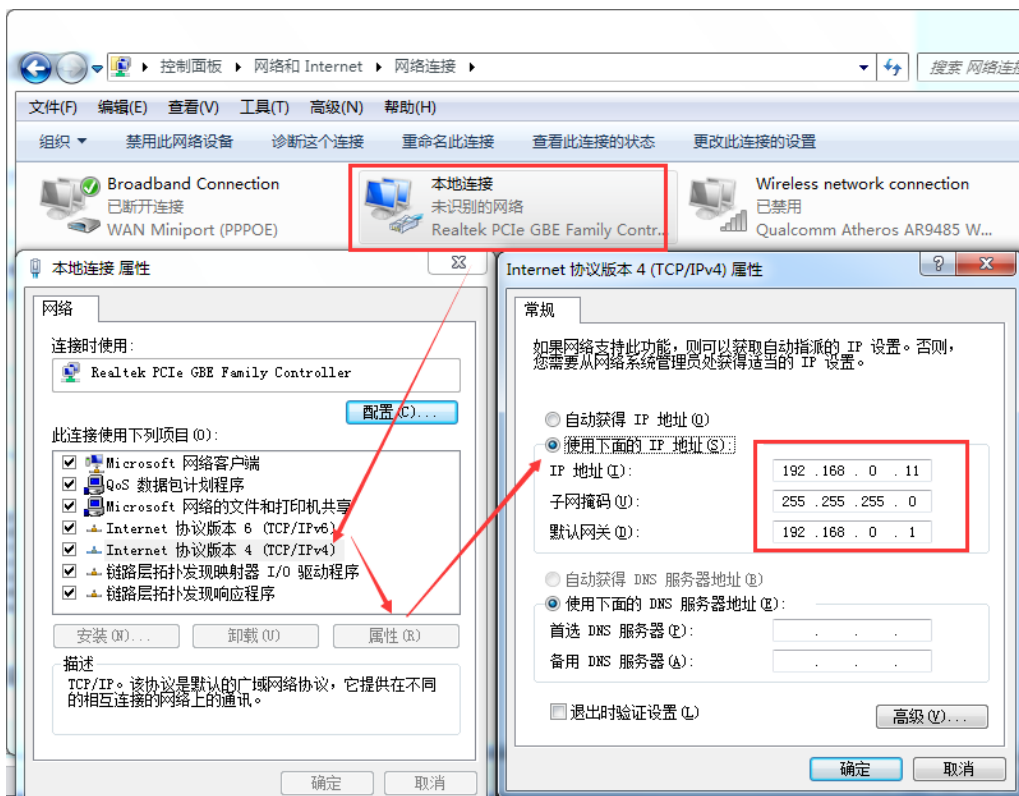 控制面板 网络和 Internet 网络连接
搜索 网络连接
文件(F) 编辑(E) 查看(V) 工具(T) 高级(N) 帮助(H)
组织 禁用此网络设备 诊断这个连接 重命名此连接 查看此连接的状态 更改此连接的设置
Broadband Connection
已断开连接
WAN Miniport (PPPOE)
本地连接
未识别的网络
Realtek PCIe GBE Family Contr...
Wireless network connection
已禁用
Qualcomm Atheros AR9485 W...
本地连接 属性
网络
连接时使用:
Realtek PCIe GBE Family Controller
配置(C)...
此连接使用下列项目(O):
Microsoft 网络客户端
QoS 数据包计划程序
Microsoft 网络的文件和打印机共享
Internet 协议版本 6 (TCP/IPv6)
Internet 协议版本 4 (TCP/IPv4)
链路层拓扑发现映射器 I/O 驱动程序
链路层拓扑发现响应程序
安装(N)... 卸载(U) 属性(R)
描述
TCP/IP。该协议是默认的广域网络协议，它提供在不同
的相互连接的网络上的通讯。
确定 取消
Internet 协议版本 4 (TCP/IPv4) 属性
常规
如果网络支持此功能，则可以获取自动指派的 IP 设置。否则，
您需要从网络系统管理员处获得适当的 IP 设置。
自动获得 IP 地址(O)
使用下面的 IP 地址(S):
IP 地址(I): 192 .168 . 0 . 11
子网掩码(U): 255 .255 .255 . 0
默认网关(D): 192 .168 . 0 . 1
自动获得 DNS 服务器地址(B)
使用下面的 DNS 服务器地址(E):
首选 DNS 服务器(P): . . .
备用 DNS 服务器(A): . . .
退出时验证设置(L)
高级(V)...
确定 取消